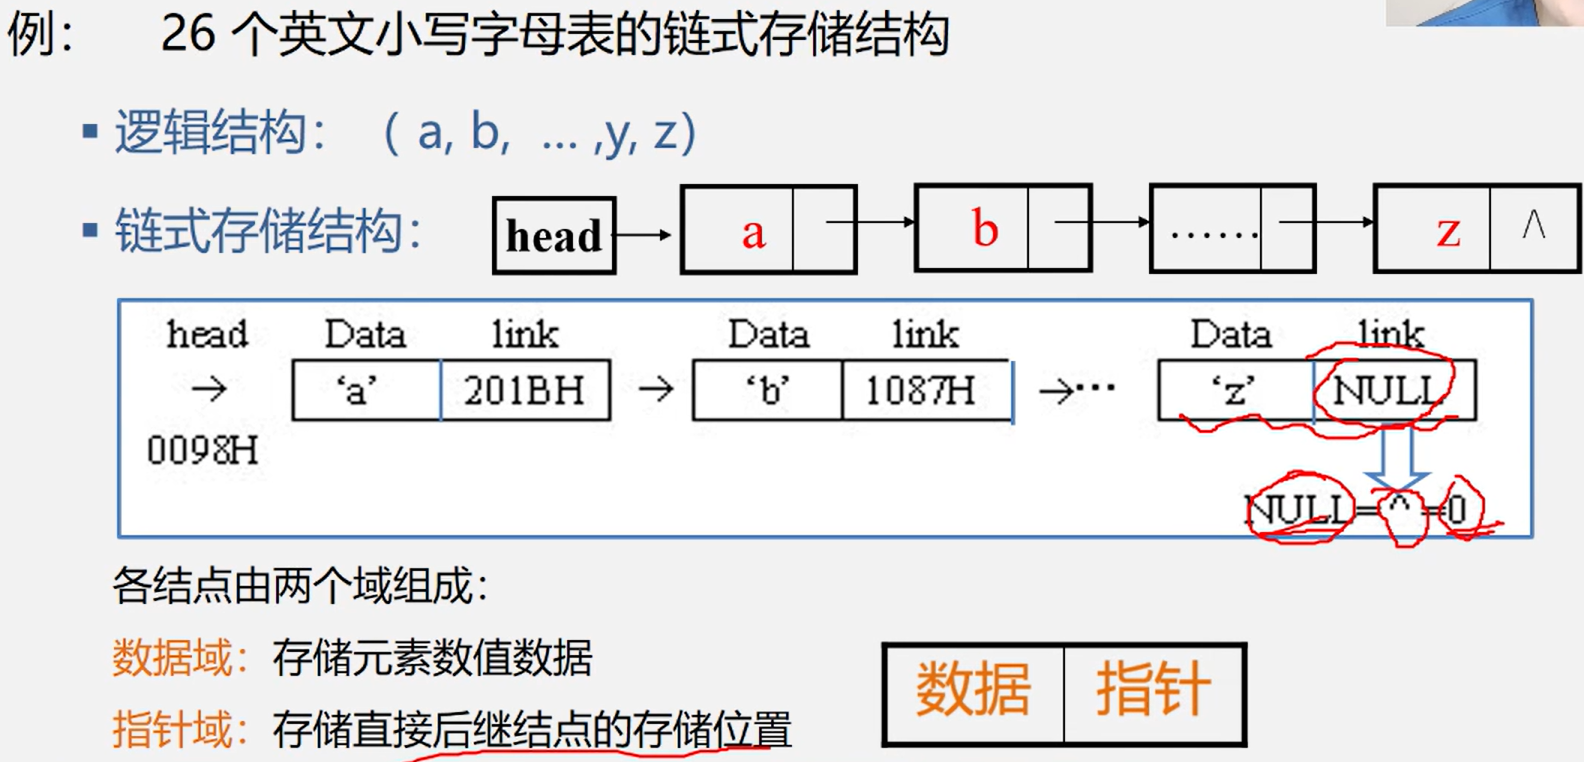 例： 26 个英文小写字母表的链式存储结构
▪ 逻辑结构： ( a, b, … ,y, z)
▪ 链式存储结构： head a b …… z ^
head Data link Data link Data link
→ ‘a’ 201BH → ‘b’ 1087H →… ‘z’ NULL
0098H
NULL=^=0
各结点由两个域组成：
数据域：存储元素数值数据
指针域：存储直接后继结点的存储位置
数据 指针